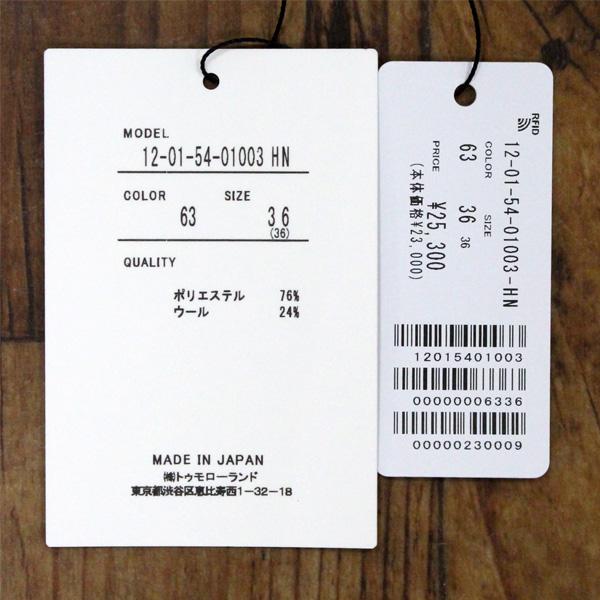 MODEL
12-01-54-01003 HN
COLOR SIZE
63 36
(36)
QUALITY
ポリエステル 76%
ウール 24%
MADE IN JAPAN
㈱トゥモローランド
東京都渋谷区恵比寿西1-32-18
RFID
12-01-54-01003-HN
COLOR SIZE
63 36 36
PRICE ¥25,300
(本体価格¥23,000)
12015401003
00000006336
00000230009